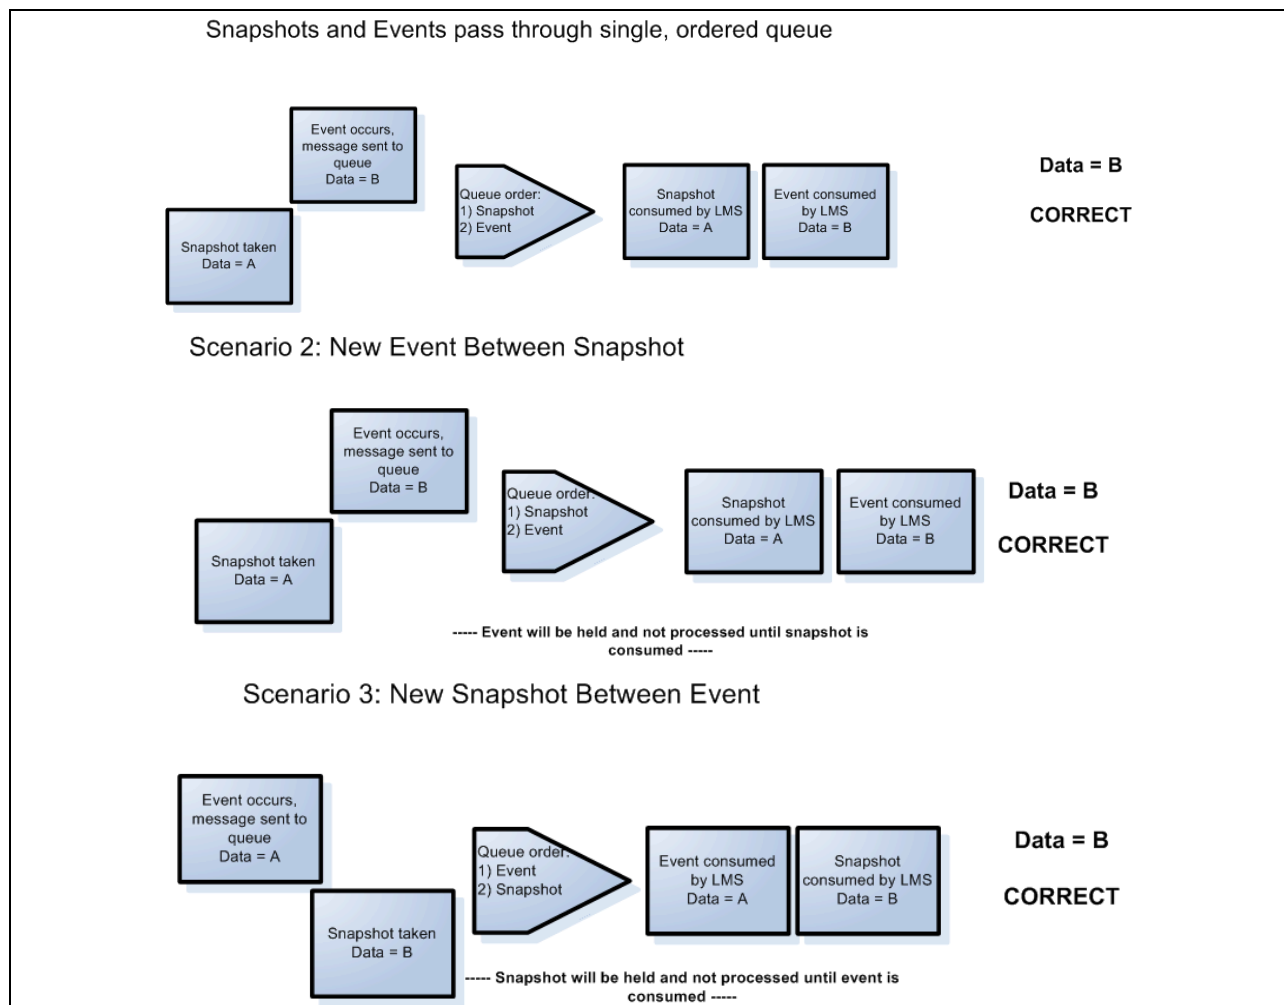 Snapshots and Events pass through single, ordered queue
Event occurs,
message sent to
queue
Data = B
Snapshot taken
Data = A
Queue order:
1) Snapshot
2) Event
Snapshot
consumed by LMS
Data = A
Event consumed
by LMS
Data = B
Data = B
CORRECT
Scenario 2: New Event Between Snapshot
Event occurs,
message sent to
queue
Data = B
Snapshot taken
Data = A
Queue order:
1) Snapshot
2) Event
Snapshot
consumed by LMS
Data = A
Event consumed
by LMS
Data = B
Data = B
CORRECT
----- Event will be held and not processed until snapshot is
consumed -----
Scenario 3: New Snapshot Between Event
Event occurs,
message sent to
queue
Data = A
Snapshot taken
Data = B
Queue order:
1) Event
2) Snapshot
Event consumed
by LMS
Data = A
Snapshot
consumed by LMS
Data = B
Data = B
CORRECT
----- Snapshot will be held and not processed until event is
consumed -----